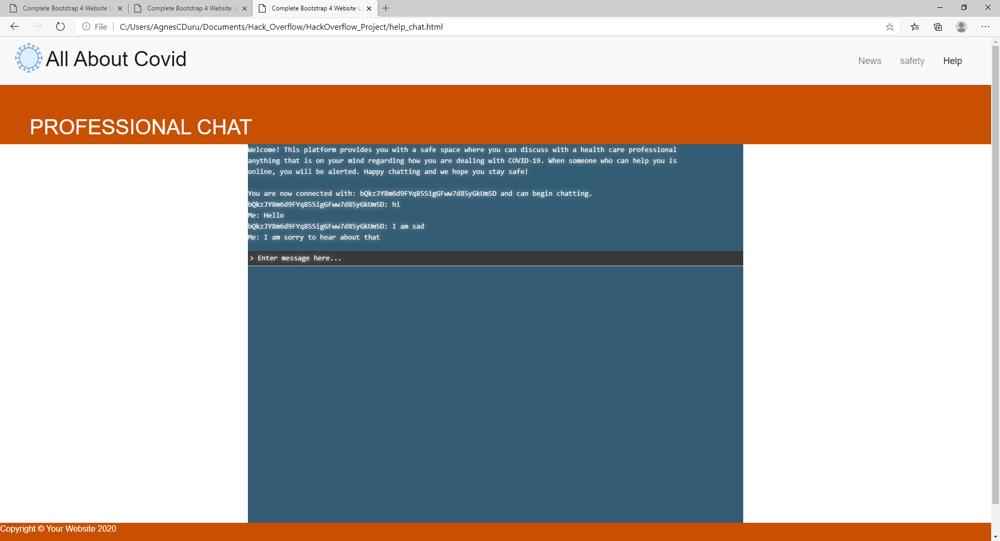 Complete Bootstrap 4 Website L
Complete Bootstrap 4 Website L
Complete Bootstrap 4 Website L
File C:/Users/AgnesCDuru/Documents/Hack_Overflow/HackOverflow_Project/help_chat.html
All About Covid
News safety Help
PROFESSIONAL CHAT
Welcome! This platform provides you with a safe space where you can discuss with a health care professional
anything that is on your mind regarding how you are dealing with COVID-19. When someone who can help you is
online, you will be alerted. Happy chatting and we hope you stay safe!
You are now connected with: bQkzJY8m6d9FYq85SigGFww7d85yGkUm5D and can begin chatting.
bQkzJY8m6d9FYq85SigGFww7d85yGkUm5D: hi
Me: Hello
bQkzJY8m6d9FYq85SigGFww7d85yGkUm5D: I am sad
Me: I am sorry to hear about that
> Enter message here...
Copyright © Your Website 2020